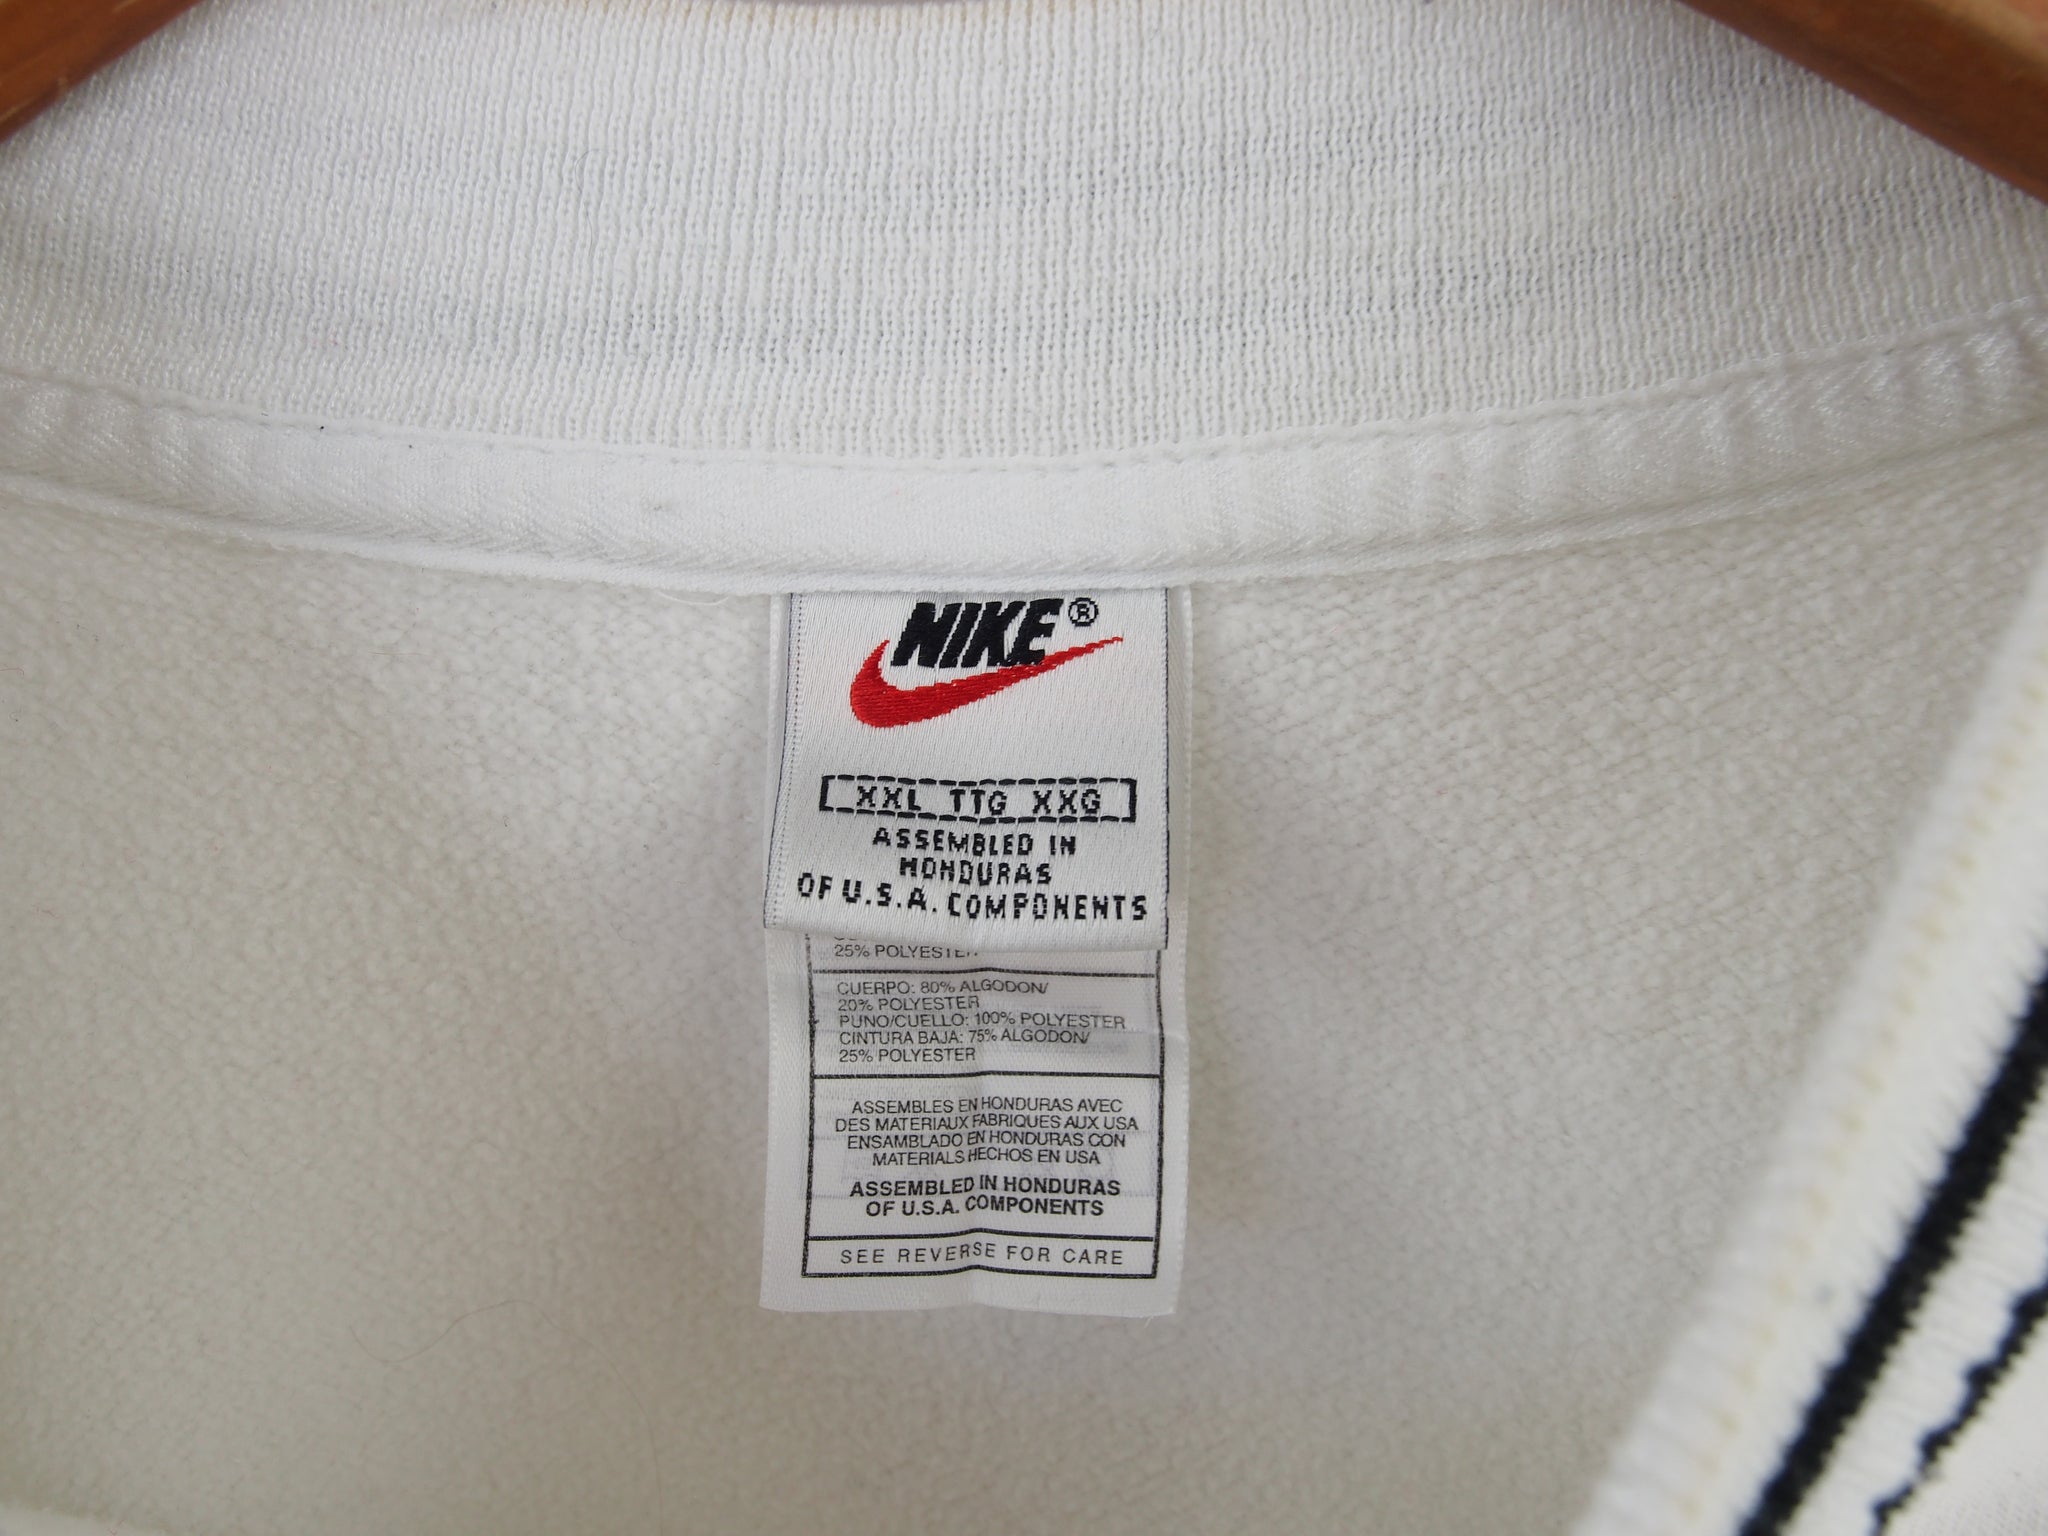 NIKE®
XXL TTG XXG
ASSEMBLED IN
HONDURAS
OF U.S.A. COMPONENTS
25% POLYESTER
CUERPO: 80% ALGODON/
20% POLYESTER
PUNO/CUELLO: 100% POLYESTER
CINTURA BAJA: 75% ALGODON/
25% POLYESTER
ASSEMBLES EN HONDURAS AVEC
DES MATERIAUX FABRIQUES AUX USA
ENSAMBLADO EN HONDURAS CON
MATERIALS HECHOS EN USA
ASSEMBLED IN HONDURAS
OF U.S.A. COMPONENTS
SEE REVERSE FOR CARE